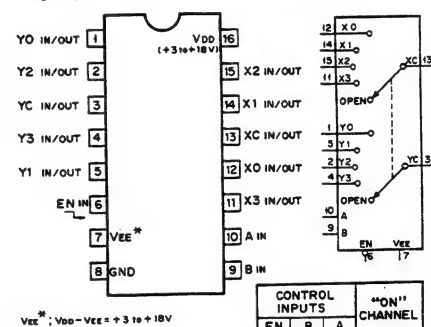 Y0 IN/OUT 1
Y2 IN/OUT 2
YC IN/OUT 3
Y3 IN/OUT 4
Y1 IN/OUT 5
EN IN 6
7 VEE*
8 GND
VDD 16
(+3 to +18V)
15 X2 IN/OUT
14 X1 IN/OUT
13 XC IN/OUT
12 X0 IN/OUT
11 X3 IN/OUT
10 A IN
9 B IN
12 X0
14 X1
15 X2
11 X3
OPEN
XC 13
1 Y0
5 Y1
2 Y2
4 Y3
OPEN
YC 3
10 A
9 B
EN VEE
6 7
VEE*; VDD-VEE = +3 to +18V
CONTROL INPUTS
"ON" CHANNEL
EN B A